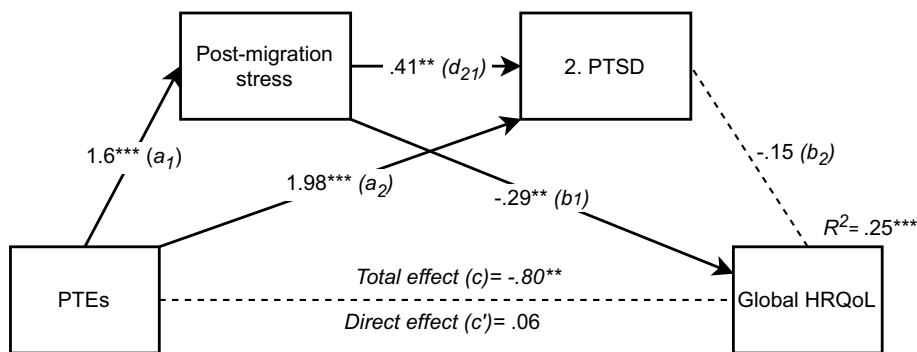 Post-migration
stress
.41** (d21)
2. PTSD
1.6*** (a1)
1.98*** (a2)
-.29** (b1)
-.15 (b2)
R2= .25***
PTEs
Total effect (c)= -.80**
Direct effect (c')= .06
Global HRQoL